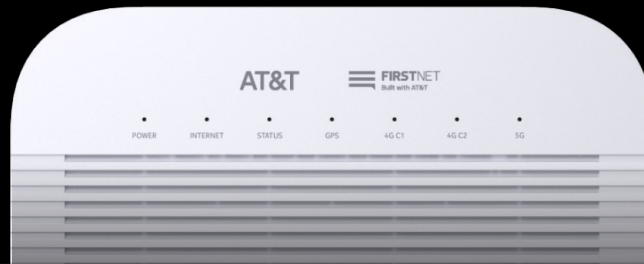 AT&T
FIRSTNET
Built with AT&T
POWER INTERNET STATUS GPS 4G C1 4G C2 5G